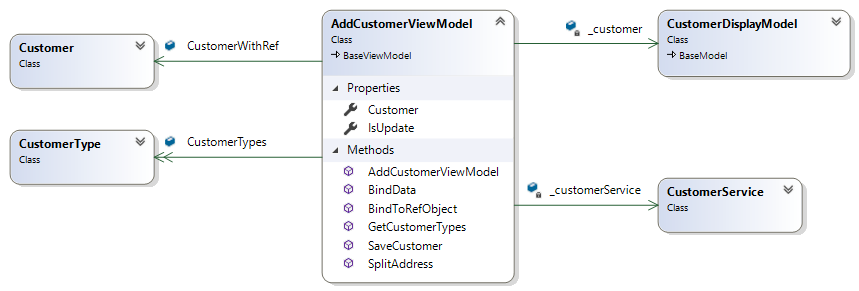 Customer
Class
CustomerWithRef
CustomerType
Class
CustomerTypes
AddCustomerViewModel
Class
BaseViewModel
Properties
Customer
IsUpdate
Methods
AddCustomerViewModel
BindData
BindToRefObject
GetCustomerTypes
SaveCustomer
SplitAddress
_customer
CustomerDisplayModel
Class
BaseModel
_customerService
CustomerService
Class